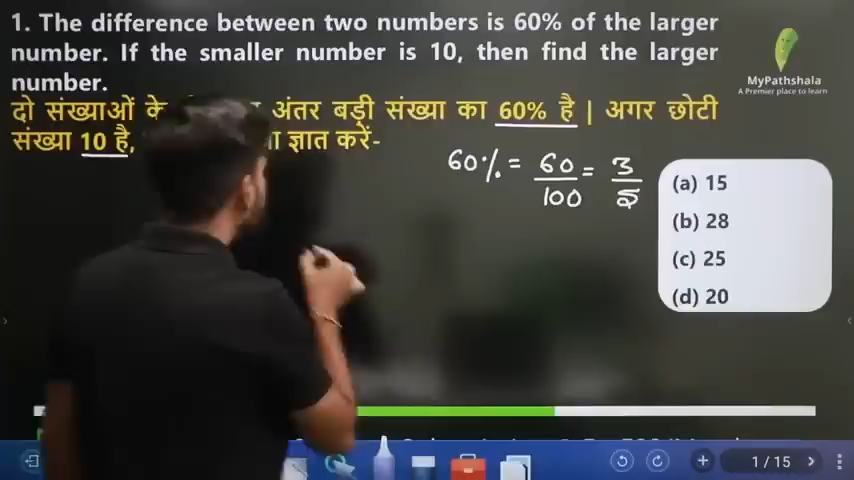 1. The difference between two numbers is 60% of the larger
number. If the smaller number is 10, then find the larger
number.
दो संख्याओं के अंतर बड़ी संख्या का 60% है | अगर छोटी
संख्या 10 है, ज्ञात करें-
60% = 60/100 = 3/5
(a) 15
(b) 28
(c) 25
(d) 20
MyPathshala
A Premier place to learn
1 / 15